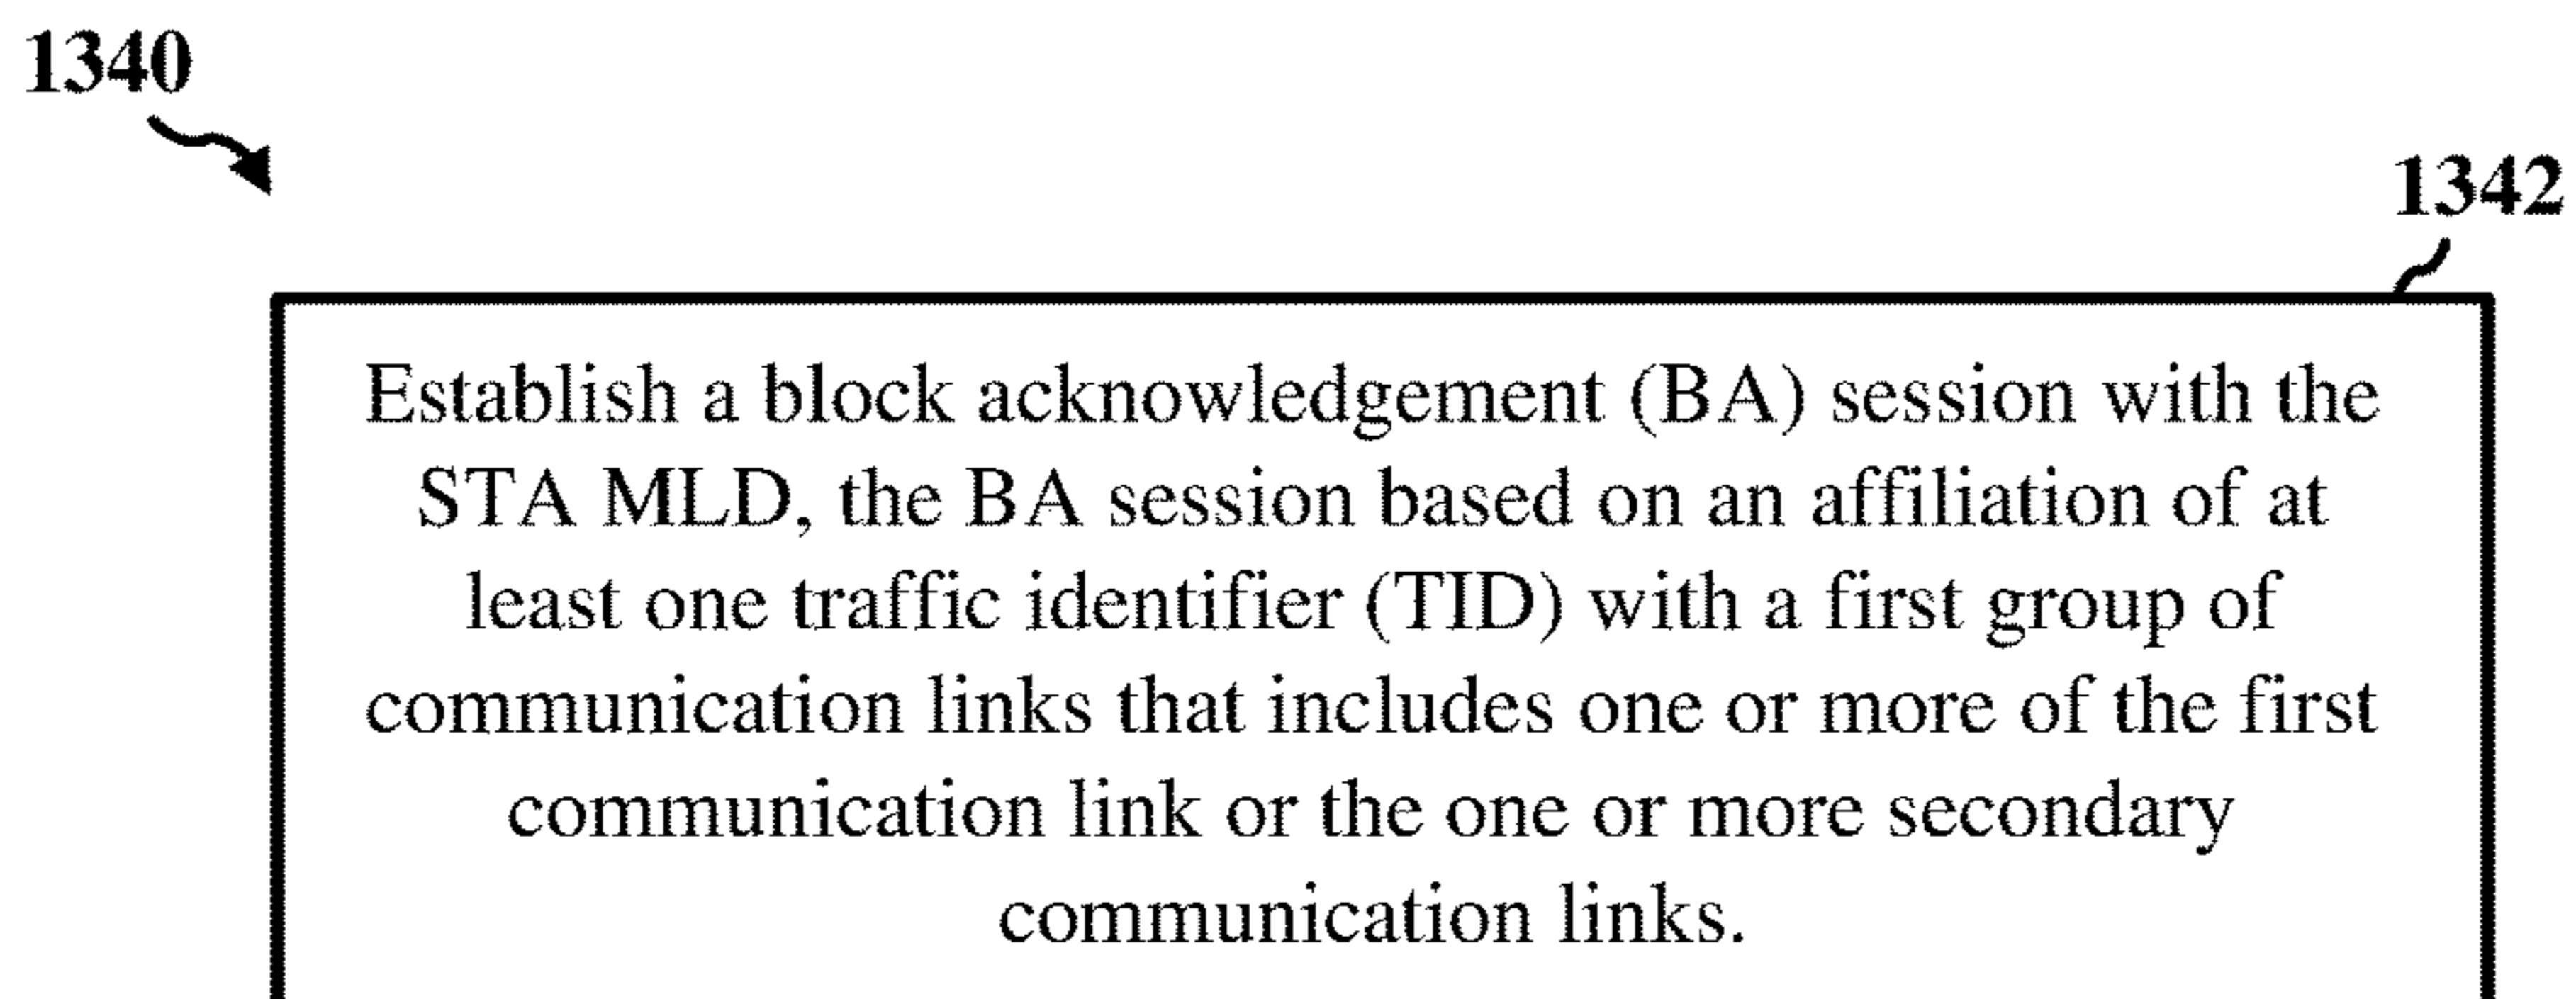 1340
1342
Establish a block acknowledgement (BA) session with the
STA MLD, the BA session based on an affiliation of at
least one traffic identifier (TID) with a first group of
communication links that includes one or more of the first
communication link or the one or more secondary
communication links.